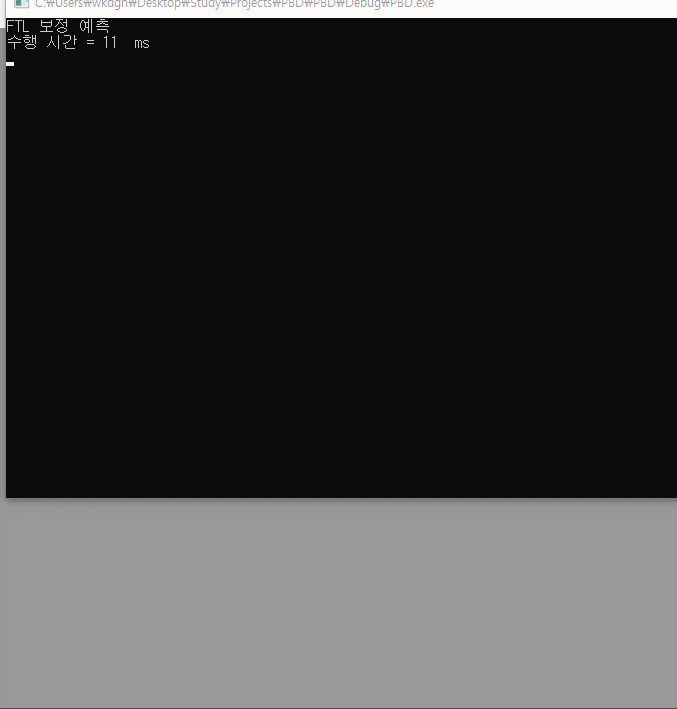 C:₩Users₩wkdgh₩Desktop₩Study₩Projects₩PBD₩PBD₩Debug₩PBD.exe
FTL 보정 예측
수행 시간 = 11  ms